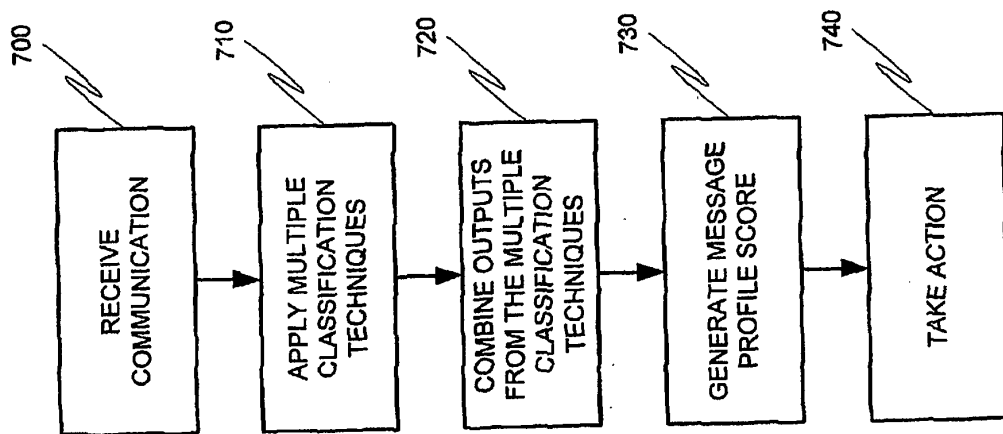 700
RECEIVE
COMMUNICATION
710
APPLY MULTIPLE
CLASSIFICATION
TECHNIQUES
720
COMBINE OUTPUTS
FROM THE MULTIPLE
CLASSIFICATION
TECHNIQUES
730
GENERATE MESSAGE
PROFILE SCORE
740
TAKE ACTION